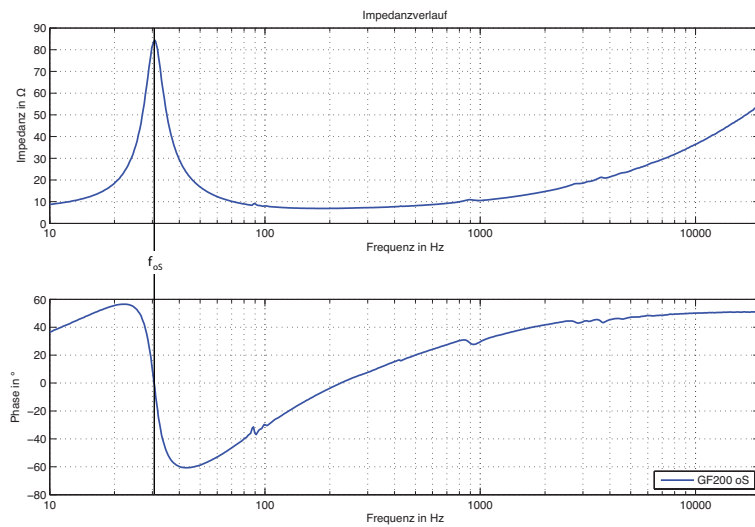 Impedanzverlauf
Impedanz in Ω
90
80
70
60
50
40
30
20
10
0
10 100 1000 10000
Frequenz in Hz
f_oS
Phase in °
60
40
20
0
−20
−40
−60
−80
GF200 oS
10 100 1000 10000
Frequenz in Hz